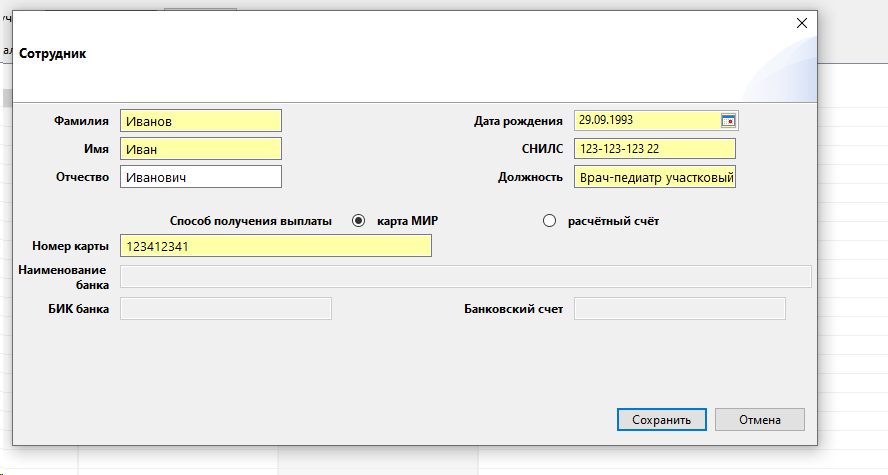 Сотрудник
Фамилия Иванов Дата рождения 29.09.1993
Имя Иван СНИЛС 123-123-123 22
Отчество Иванович Должность Врач-педиатр участковый
Способ получения выплаты карта МИР расчётный счёт
Номер карты 123412341
Наименование
банка
БИК банка Банковский счет
Сохранить Отмена